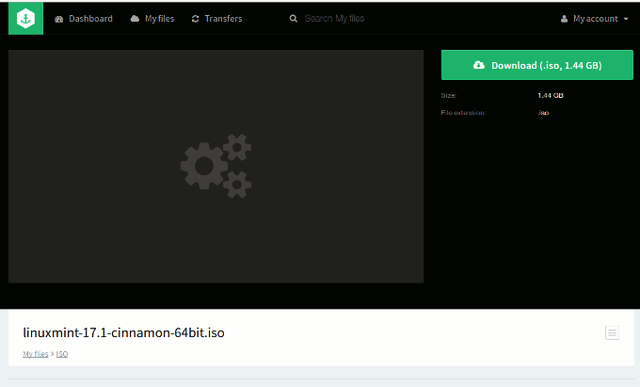 Dashboard My files Transfers Search My files My account
Download (.iso, 1.44 GB)
Size: 1.44 GB
File extension: .iso
linuxmint-17.1-cinnamon-64bit.iso
My files > ISO